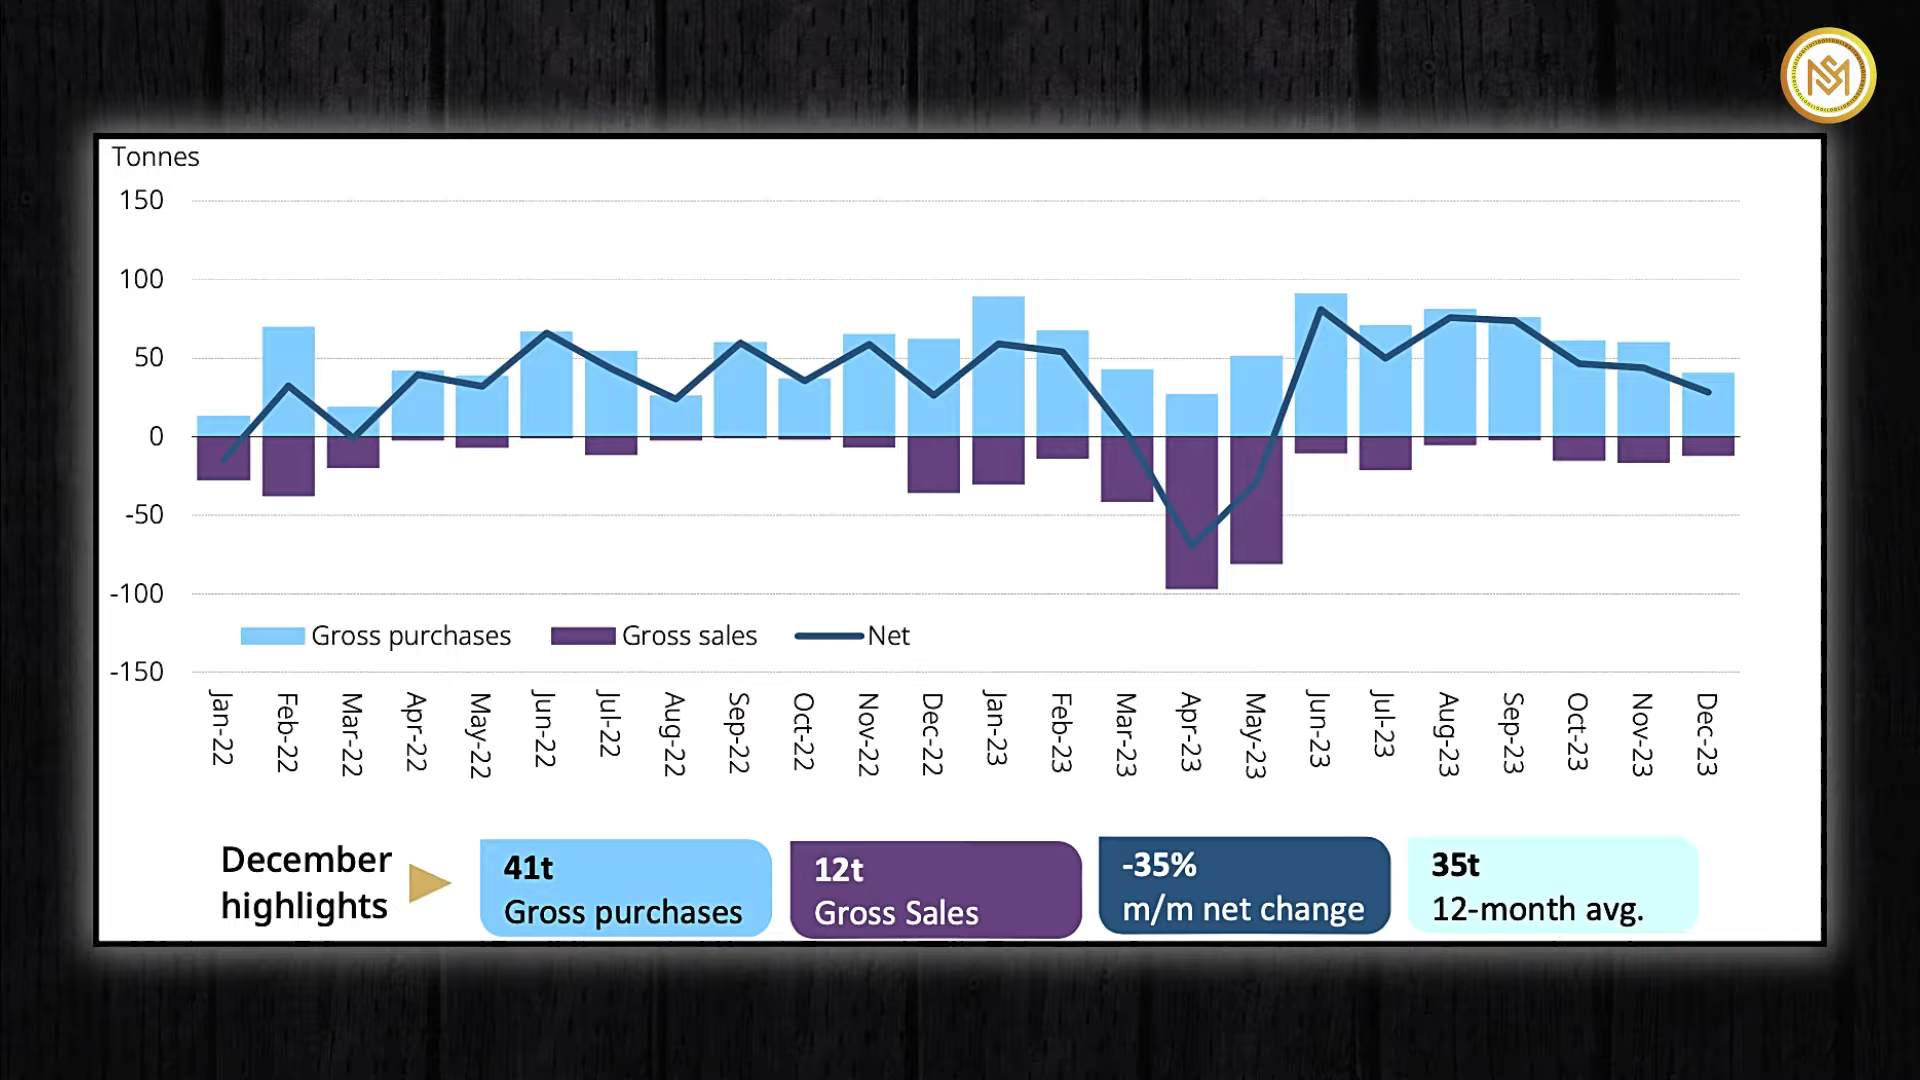 Tonnes
150
100
50
0
-50
-100
-150
Gross purchases Gross sales Net
Jan-22 Feb-22 Mar-22 Apr-22 May-22 Jun-22 Jul-22 Aug-22 Sep-22 Oct-22 Nov-22 Dec-22 Jan-23 Feb-23 Mar-23 Apr-23 May-23 Jun-23 Jul-23 Aug-23 Sep-23 Oct-23 Nov-23 Dec-23
December
highlights
41t
Gross purchases
12t
Gross Sales
-35%
m/m net change
35t
12-month avg.